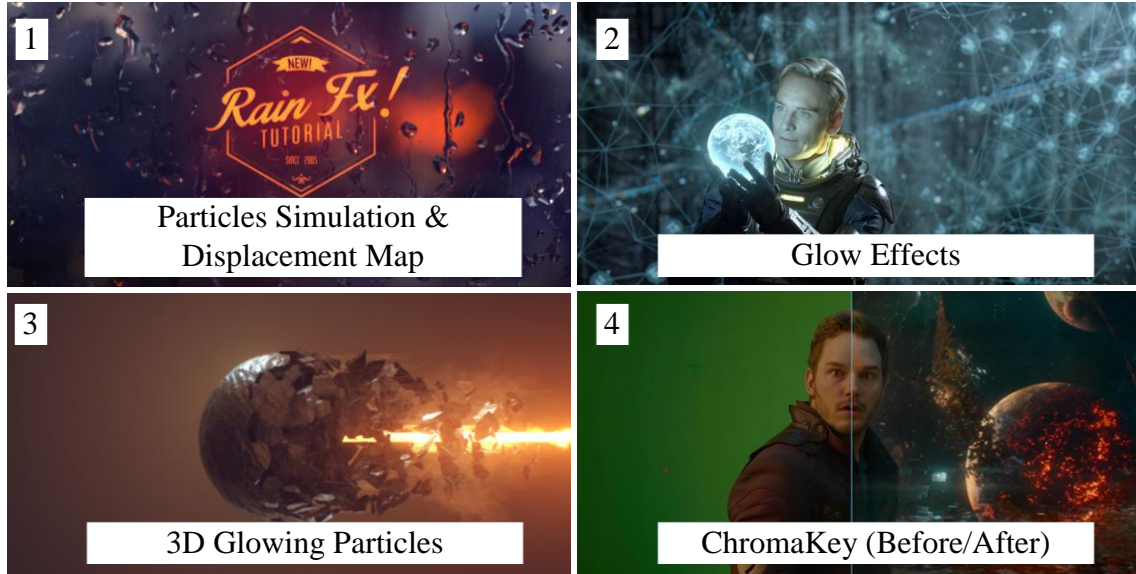 1
NEW!
Rain Fx!
TUTORIAL
SINCE 2005
Particles Simulation &
Displacement Map
2
Glow Effects
3
3D Glowing Particles
4
ChromaKey (Before/After)